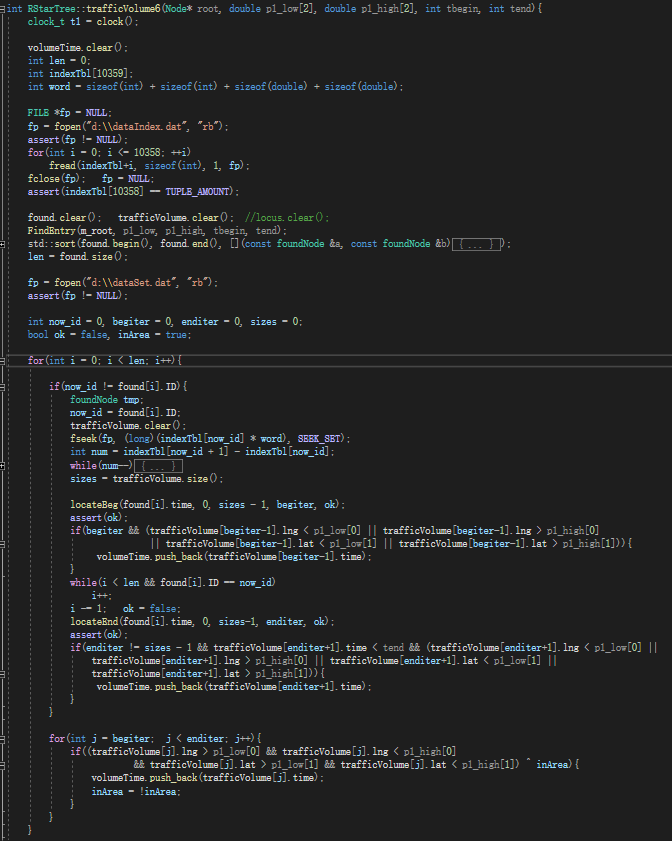 int RStarTree::trafficVolume6(Node* root, double p1_low[2], double p1_high[2], int tbegin, int tend){
clock_t t1 = clock();
volumeTime.clear();
int len = 0;
int indexTbl[10359];
int word = sizeof(int) + sizeof(int) + sizeof(double) + sizeof(double);
FILE *fp = NULL;
fp = fopen("d:\\dataIndex.dat", "rb");
assert(fp != NULL);
for(int i = 0; i <= 10358; ++i)
fread(indexTbl+i, sizeof(int), 1, fp);
fclose(fp); fp = NULL;
assert(indexTbl[10358] == TUPLE_AMOUNT);
found.clear(); trafficVolume.clear(); //locus.clear();
FindEntry(m_root, p1_low, p1_high, tbegin, tend);
std::sort(found.begin(), found.end(), [](const foundNode &a, const foundNode &b){ ... });
len = found.size();
fp = fopen("d:\\dataSet.dat", "rb");
assert(fp != NULL);
int now_id = 0, begiter = 0, enditer = 0, sizes = 0;
bool ok = false, inArea = true;
for(int i = 0; i < len; i++){
if(now_id != found[i].ID){
foundNode tmp;
now_id = found[i].ID;
trafficVolume.clear();
fseek(fp, (long)(indexTbl[now_id] * word), SEEK_SET);
int num = indexTbl[now_id + 1] - indexTbl[now_id];
while(num--){ ... }
sizes = trafficVolume.size();
locateBeg(found[i].time, 0, sizes - 1, begiter, ok);
assert(ok);
if(begiter && (trafficVolume[begiter-1].lng < p1_low[0] || trafficVolume[begiter-1].lng > p1_high[0]
|| trafficVolume[begiter-1].lat < p1_low[1] || trafficVolume[begiter-1].lat > p1_high[1])){
volumeTime.push_back(trafficVolume[begiter-1].time);
}
while(i < len && found[i].ID == now_id)
i++;
i -= 1; ok = false;
locateEnd(found[i].time, 0, sizes-1, enditer, ok);
assert(ok);
if(enditer != sizes - 1 && trafficVolume[enditer+1].time < tend && (trafficVolume[enditer+1].lng < p1_low[0] ||
trafficVolume[enditer+1].lng > p1_high[0] || trafficVolume[enditer+1].lat < p1_low[1] ||
trafficVolume[enditer+1].lat > p1_high[1])){
volumeTime.push_back(trafficVolume[enditer+1].time);
}
}
for(int j = begiter; j < enditer; j++){
if((trafficVolume[j].lng > p1_low[0] && trafficVolume[j].lng < p1_high[0]
&& trafficVolume[j].lat > p1_low[1] && trafficVolume[j].lat < p1_high[1]) ^ inArea){
volumeTime.push_back(trafficVolume[j].time);
inArea = !inArea;
}
}
}